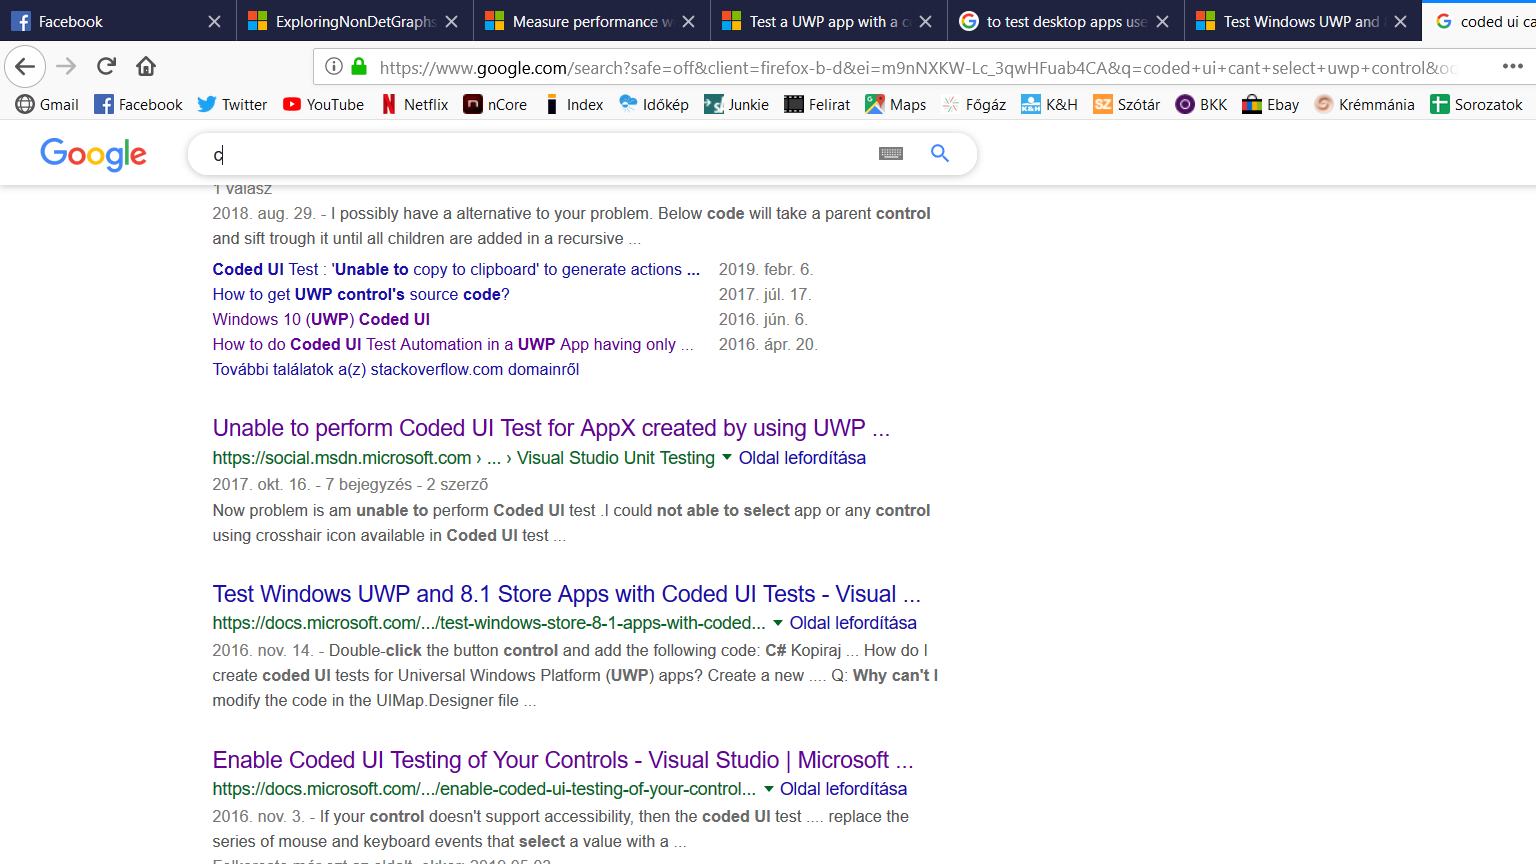 Facebook
ExploringNonDetGraphs
Measure performance w
Test a UWP app with a c
to test desktop apps use
Test Windows UWP and
coded ui ca
https://www.google.com/search?safe=off&client=firefox-b-d&ei=m9nNXKW-Lc_3qwHFuab4CA&q=coded+ui+cant+select+uwp+control&oc
Gmail Facebook Twitter YouTube Netflix nCore Index Időkép Junkie Felirat Maps Főgáz K&H Szótár BKK Ebay Krémmánia Sorozatok
Google
c
1 válasz
2018. aug. 29. - I possibly have a alternative to your problem. Below code will take a parent control
and sift trough it until all children are added in a recursive ...
Coded UI Test : 'Unable to copy to clipboard' to generate actions ... 2019. febr. 6.
How to get UWP control's source code? 2017. júl. 17.
Windows 10 (UWP) Coded UI 2016. jún. 6.
How to do Coded UI Test Automation in a UWP App having only ... 2016. ápr. 20.
További találatok a(z) stackoverflow.com domainről
Unable to perform Coded UI Test for AppX created by using UWP ...
https://social.msdn.microsoft.com › ... › Visual Studio Unit Testing Oldal lefordítása
2017. okt. 16. - 7 bejegyzés - 2 szerző
Now problem is am unable to perform Coded UI test .I could not able to select app or any control
using crosshair icon available in Coded UI test ...
Test Windows UWP and 8.1 Store Apps with Coded UI Tests - Visual ...
https://docs.microsoft.com/.../test-windows-store-8-1-apps-with-coded... Oldal lefordítása
2016. nov. 14. - Double-click the button control and add the following code: C# Kopiraj ... How do I
create coded UI tests for Universal Windows Platform (UWP) apps? Create a new .... Q: Why can't I
modify the code in the UIMap.Designer file ...
Enable Coded UI Testing of Your Controls - Visual Studio | Microsoft ...
https://docs.microsoft.com/.../enable-coded-ui-testing-of-your-control... Oldal lefordítása
2016. nov. 3. - If your control doesn't support accessibility, then the coded UI test .... replace the
series of mouse and keyboard events that select a value with a ...